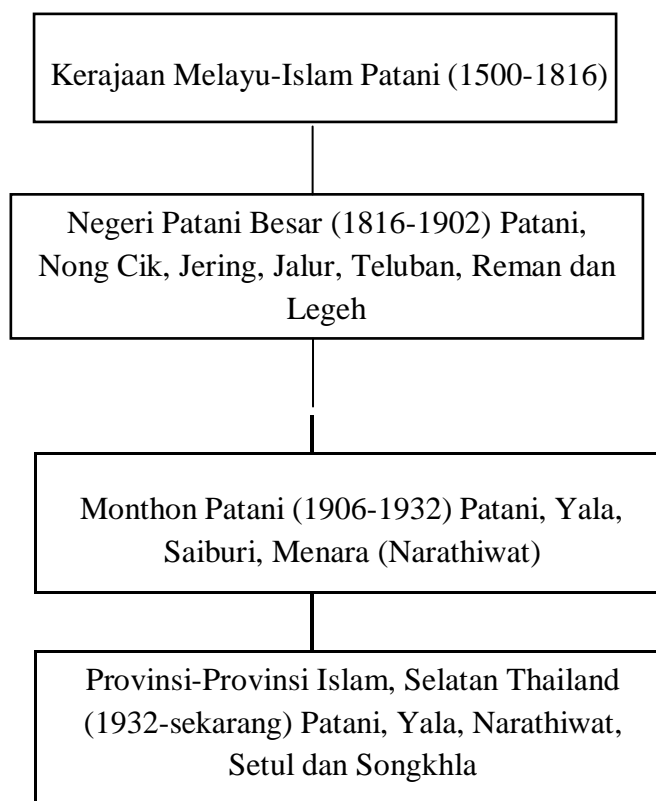 Kerajaan Melayu-Islam Patani (1500-1816)
Negeri Patani Besar (1816-1902) Patani,
Nong Cik, Jering, Jalur, Teluban, Reman dan
Legeh
Monthon Patani (1906-1932) Patani, Yala,
Saiburi, Menara (Narathiwat)
Provinsi-Provinsi Islam, Selatan Thailand
(1932-sekarang) Patani, Yala, Narathiwat,
Setul dan Songkhla